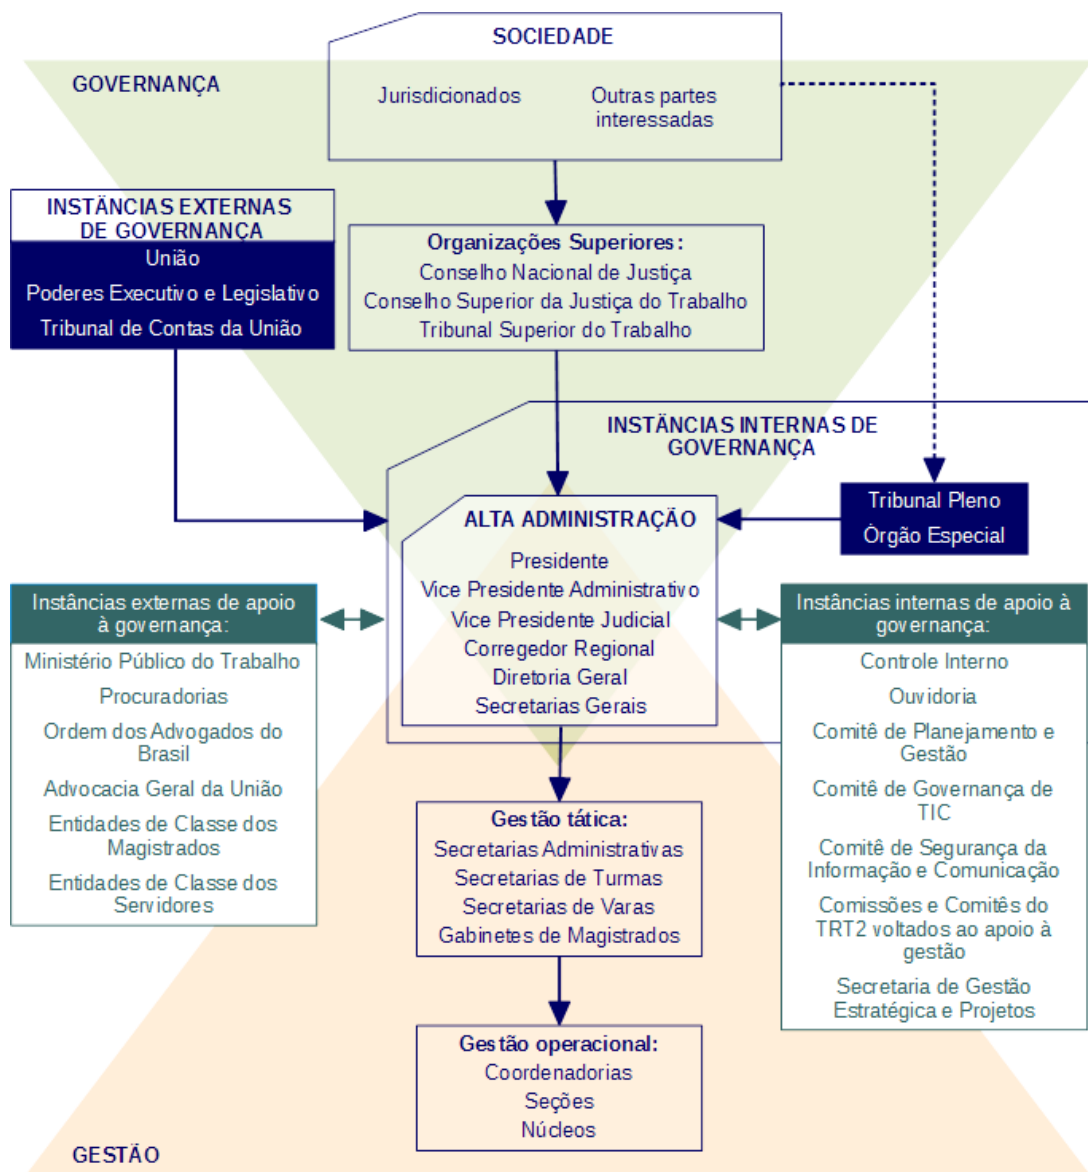 SOCIEDADE
GOVERNANÇA
Jurisdicionados
Outras partes
interessadas
INSTÂNCIAS EXTERNAS
DE GOVERNANÇA
União
Poderes Executivo e Legislativo
Tribunal de Contas da União
Organizações Superiores:
Conselho Nacional de Justiça
Conselho Superior da Justiça do Trabalho
Tribunal Superior do Trabalho
INSTÂNCIAS INTERNAS DE
GOVERNANÇA
Tribunal Pleno
Órgão Especial
ALTA ADMINISTRAÇÃO
Presidente
Vice Presidente Administrativo
Vice Presidente Judicial
Corregedor Regional
Diretoria Geral
Secretarias Gerais
Instâncias externas de apoio
à governança:
Ministério Público do Trabalho
Procuradorias
Ordem dos Advogados do
Brasil
Advocacia Geral da União
Entidades de Classe dos
Magistrados
Entidades de Classe dos
Servidores
Instâncias internas de apoio à
governança:
Controle Interno
Ouvidoria
Comitê de Planejamento e
Gestão
Comitê de Governança de
TIC
Comitê de Segurança da
Informação e Comunicação
Comissões e Comitês do
TRT2 voltados ao apoio à
gestão
Secretaria de Gestão
Estratégica e Projetos
Gestão tática:
Secretarias Administrativas
Secretarias de Turmas
Secretarias de Varas
Gabinetes de Magistrados
Gestão operacional:
Coordenadorias
Seções
Núcleos
GESTÃO